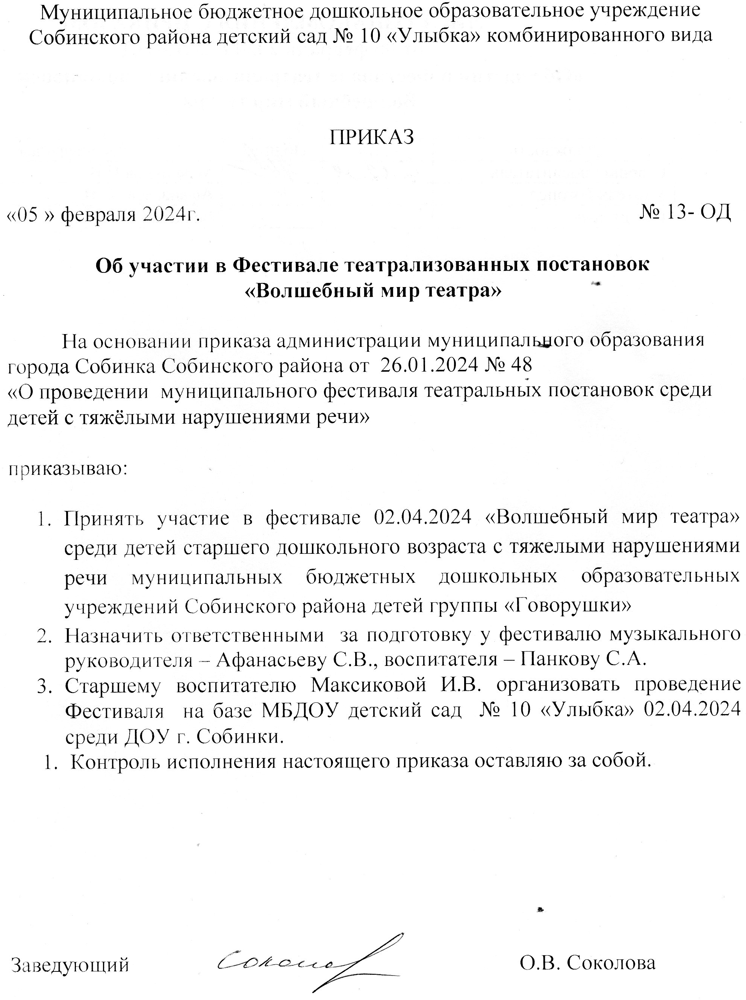 Муниципальное бюджетное дошкольное образовательное учреждение
Собинского района детский сад № 10 «Улыбка» комбинированного вида
ПРИКАЗ
«05 » февраля 2024г. № 13- ОД
Об участии в Фестивале театрализованных постановок
«Волшебный мир театра»
На основании приказа администрации муниципального образования
города Собинка Собинского района от 26.01.2024 № 48
«О проведении муниципального фестиваля театральных постановок среди
детей с тяжёлыми нарушениями речи»
приказываю:
1. Принять участие в фестивале 02.04.2024 «Волшебный мир театра»
среди детей старшего дошкольного возраста с тяжелыми нарушениями
речи муниципальных бюджетных дошкольных образовательных
учреждений Собинского района детей группы «Говорушки»
2. Назначить ответственными за подготовку у фестивалю музыкального
руководителя – Афанасьеву С.В., воспитателя – Панкову С.А.
3. Старшему воспитателю Максиковой И.В. организовать проведение
Фестиваля на базе МБДОУ детский сад № 10 «Улыбка» 02.04.2024
среди ДОУ г. Собинки.
1. Контроль исполнения настоящего приказа оставляю за собой.
Заведующий О.В. Соколова